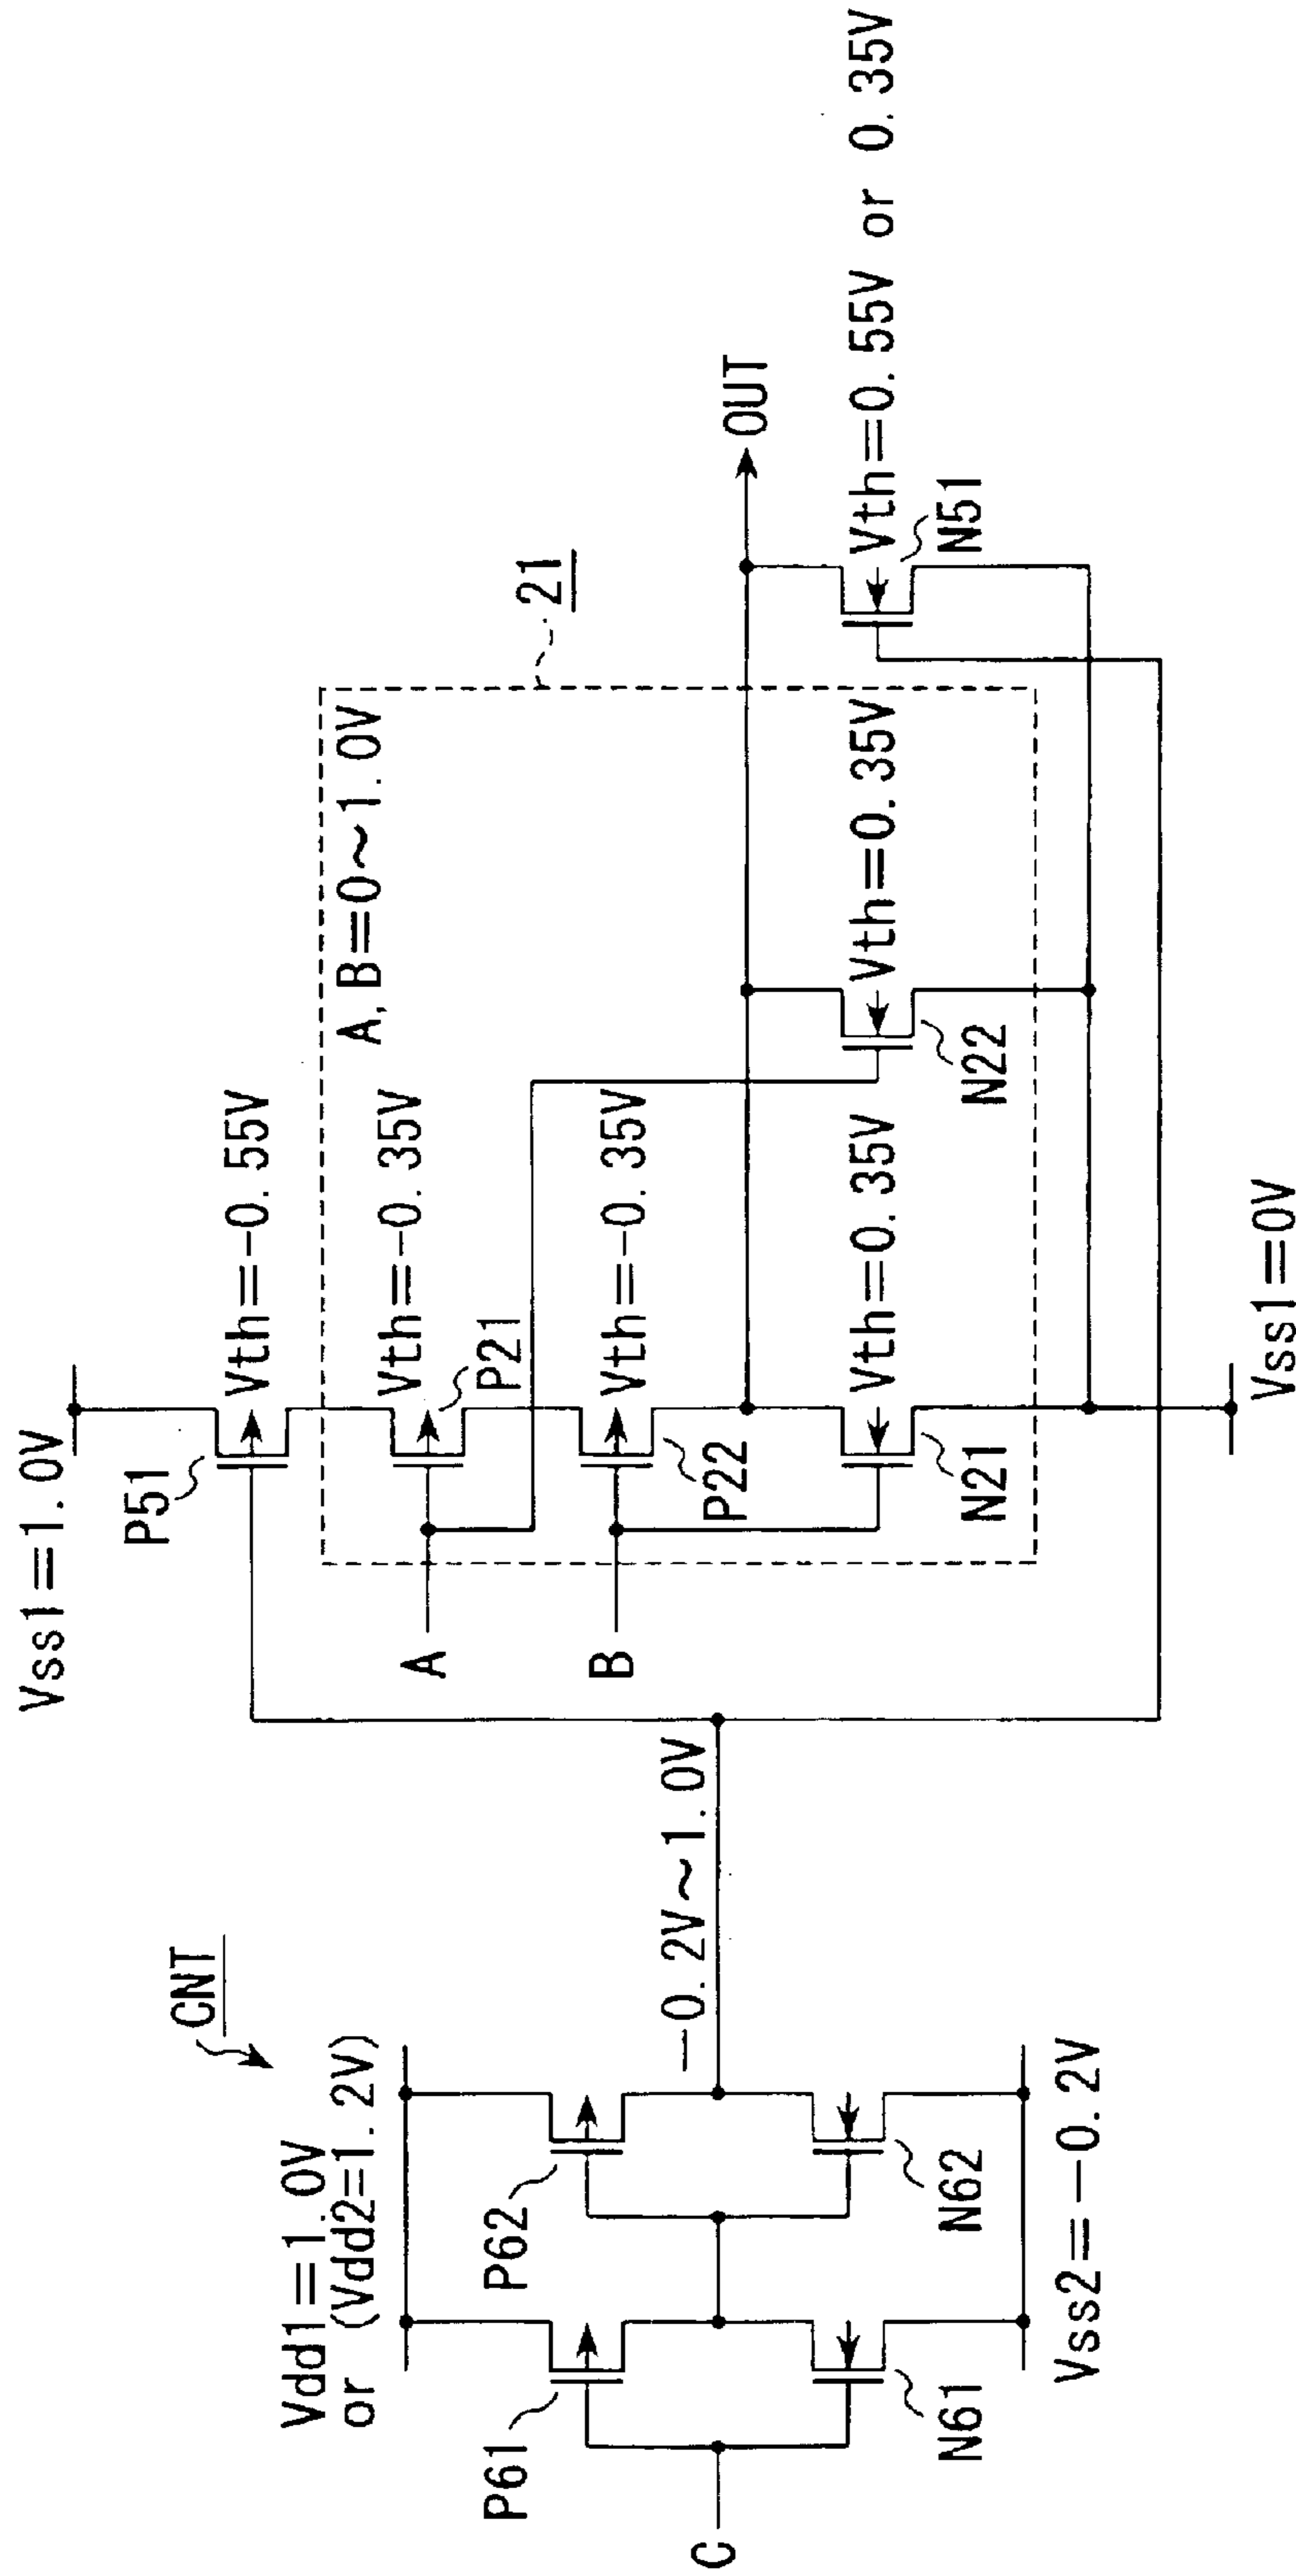 CNT
Vdd1=1.0V
or (Vdd2=1.2V)
P61
P62
C
N61
N62
Vss2=-0.2V
-0.2V~1.0V
Vss1=1.0V
P51
Vth=-0.55V
21
A, B=0~1.0V
Vth=-0.35V
P21
A
Vth=-0.35V
P22
B
Vth=0.35V
N21
Vth=0.35V
N22
OUT
Vth=0.55V or 0.35V
N51
Vss1=0V